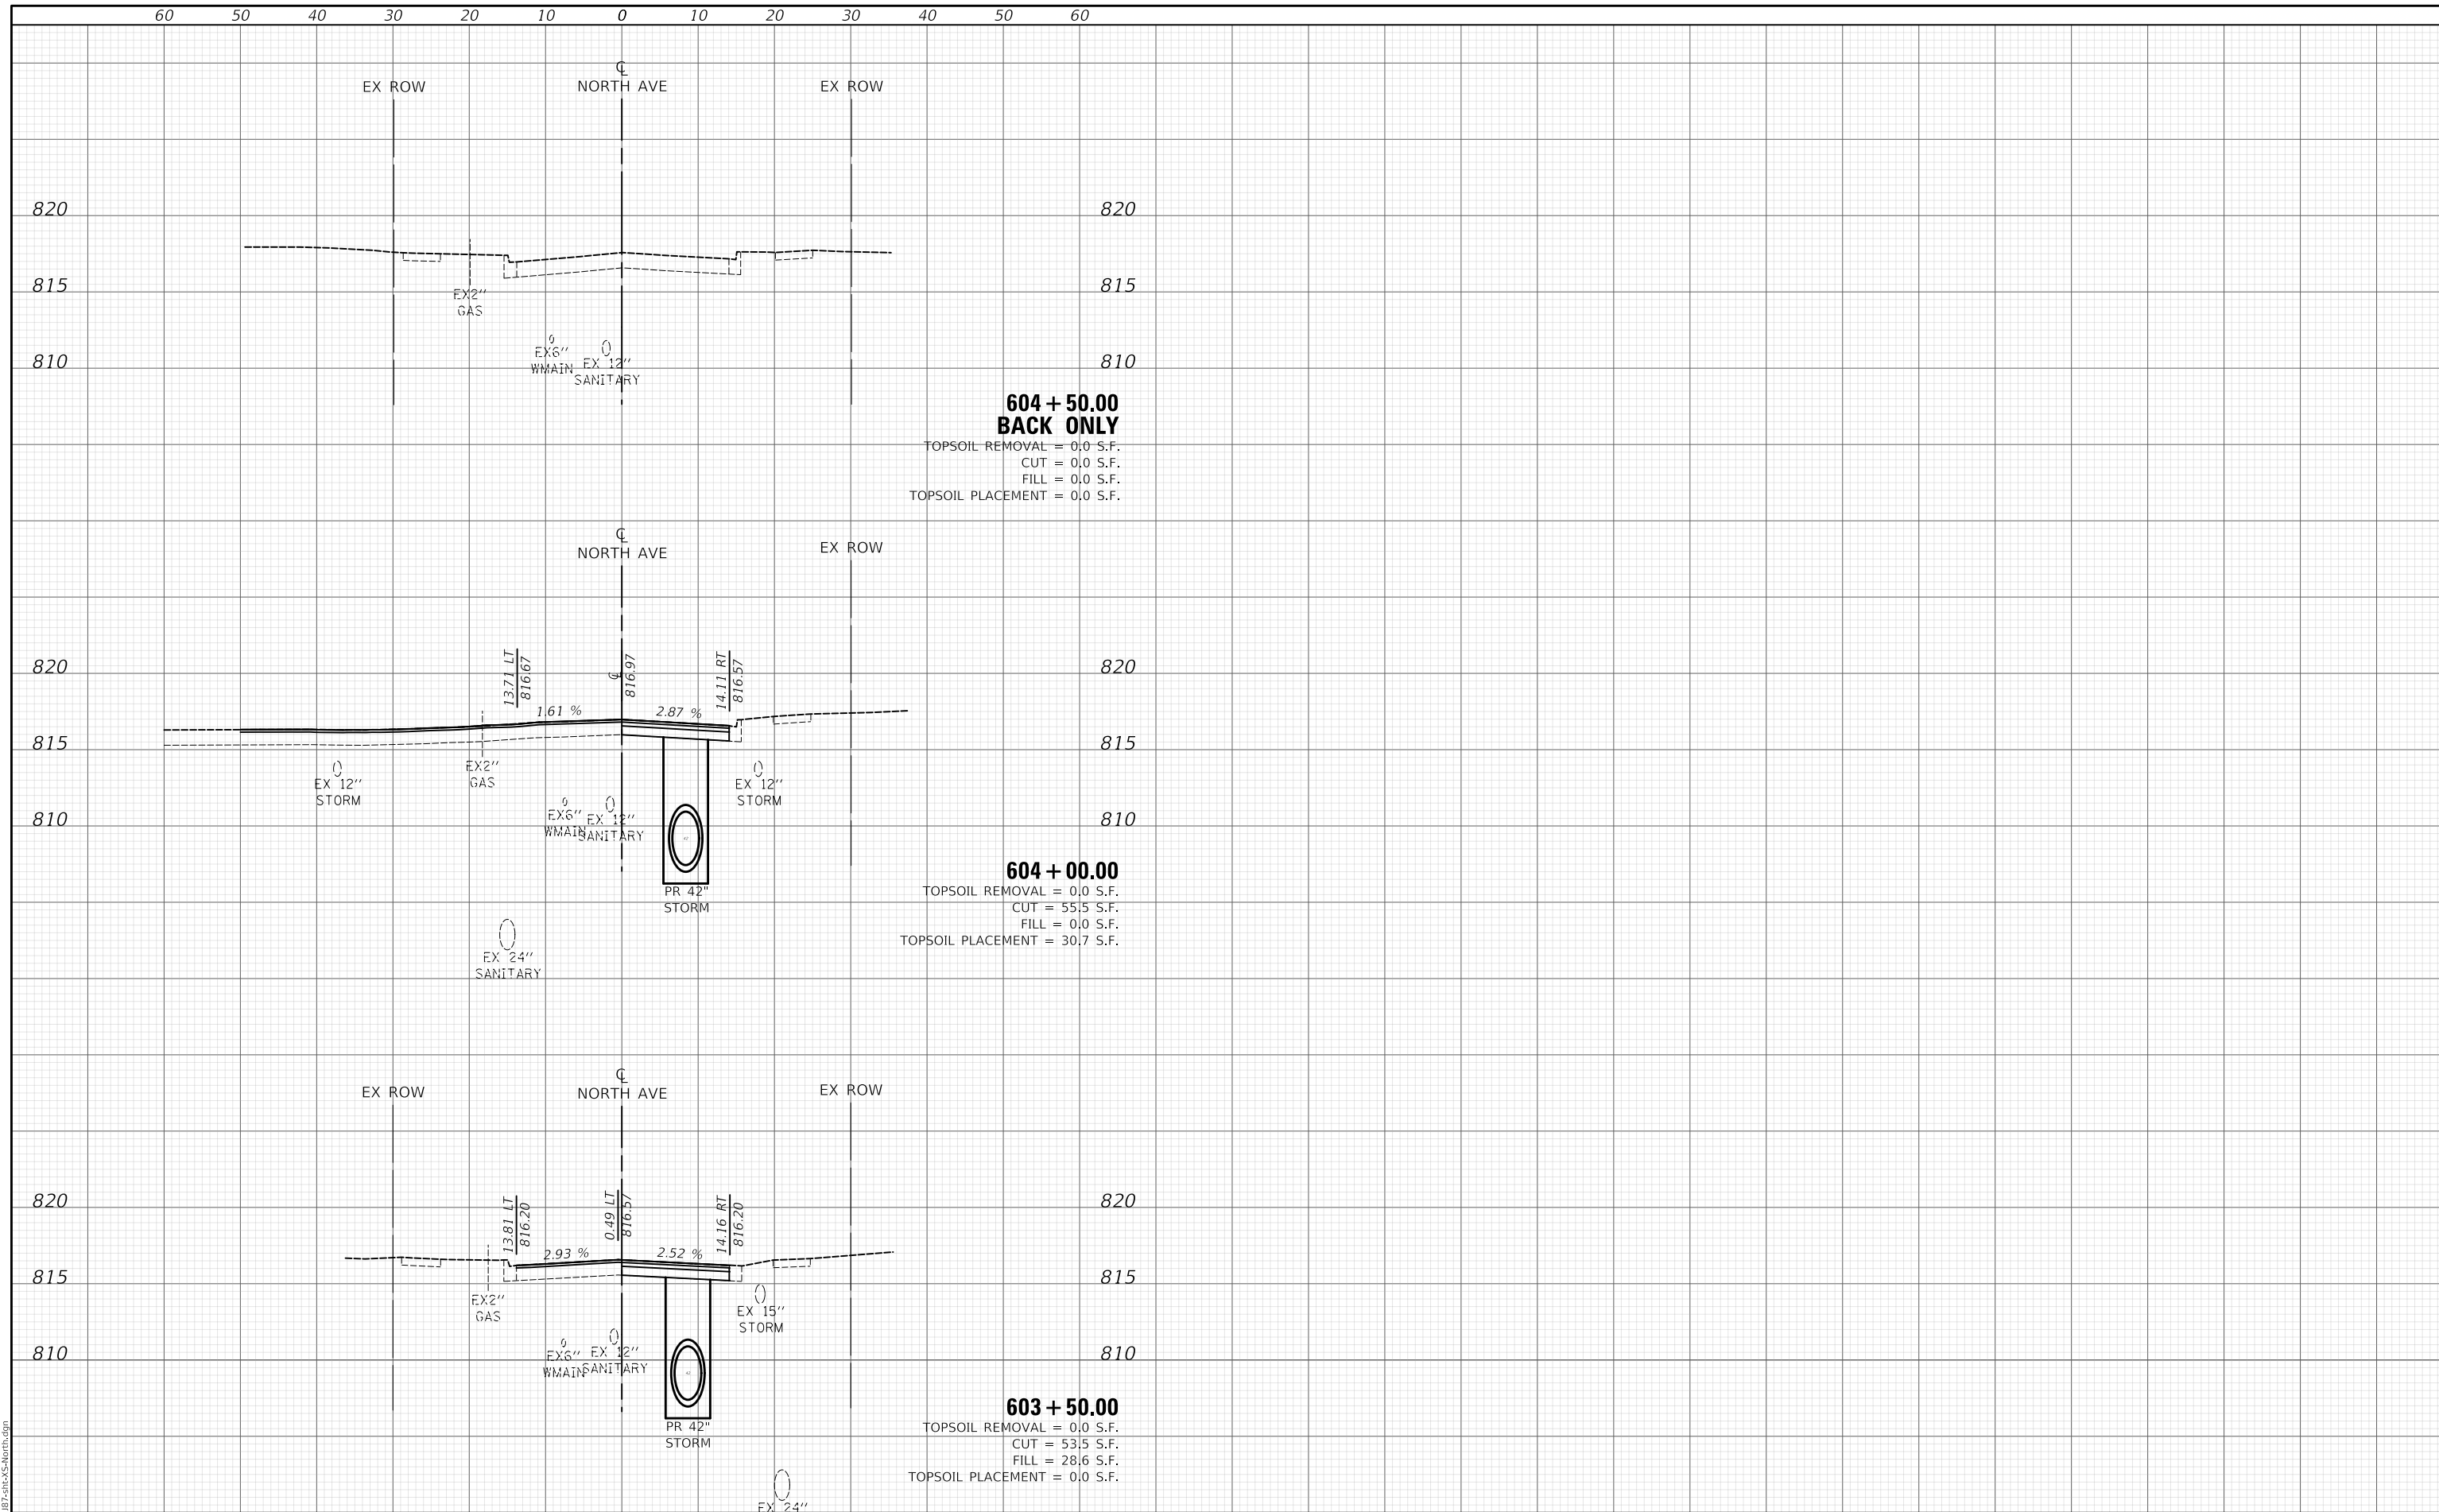 60 50 40 30 20 10 0 10 20 30 40 50 60
℄
NORTH AVE
EX ROW
EX ROW
820 820
815 815
EX2''
GAS
810 810
EX6''
WMAIN
EX 12''
SANITARY
604+50.00
BACK ONLY
TOPSOIL REMOVAL = 0.0 S.F.
CUT = 0.0 S.F.
FILL = 0.0 S.F.
TOPSOIL PLACEMENT = 0.0 S.F.
℄
NORTH AVE
EX ROW
820 820
13.71 LT
816.67
℄
816.97
14.11 RT
816.57
1.61 %
2.87 %
815 815
EX 12''
STORM
EX2''
GAS
EX 12''
STORM
810 810
EX6''
WMAIN
EX 12''
SANITARY
PR 42"
STORM
604+00.00
TOPSOIL REMOVAL = 0.0 S.F.
CUT = 55.5 S.F.
FILL = 0.0 S.F.
TOPSOIL PLACEMENT = 30.7 S.F.
EX 24''
SANITARY
℄
NORTH AVE
EX ROW
EX ROW
820 820
13.81 LT
816.20
0.49 LT
816.57
14.16 RT
816.20
2.93 %
2.52 %
815 815
EX2''
GAS
EX 15''
STORM
810 810
EX6''
WMAIN
EX 12''
SANITARY
PR 42"
STORM
603+50.00
TOPSOIL REMOVAL = 0.0 S.F.
CUT = 53.5 S.F.
FILL = 28.6 S.F.
TOPSOIL PLACEMENT = 0.0 S.F.
EX 24''
J87-sht-XS-North.dgn